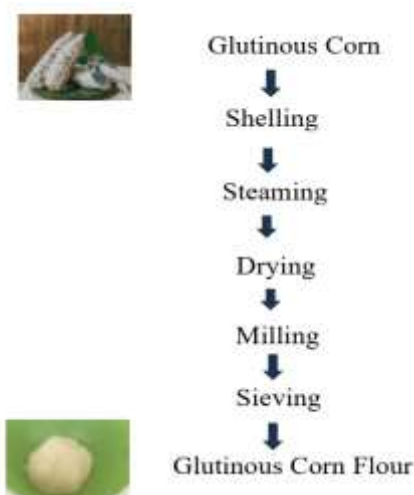 Glutinous Corn
Shelling
Steaming
Drying
Milling
Sieving
Glutinous Corn Flour